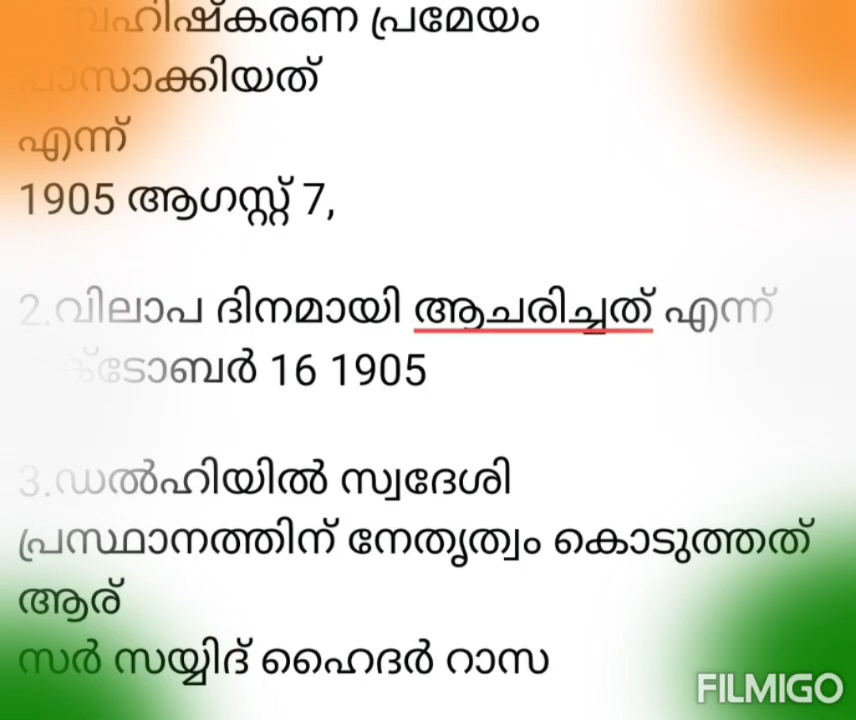 ബഹിഷ്കരണ പ്രമേയം
പാസാക്കിയത്
എന്ന്
1905 ആഗസ്റ്റ് 7,
2.വിലാപ ദിനമായി ആചരിച്ചത് എന്ന്
ക്ടോബർ 16 1905
3.ഡൽഹിയിൽ സ്വദേശി
പ്രസ്ഥാനത്തിന് നേതൃത്വം കൊടുത്തത്
ആര്
സർ സയ്യിദ് ഹൈദർ റാസ
FILMIGO